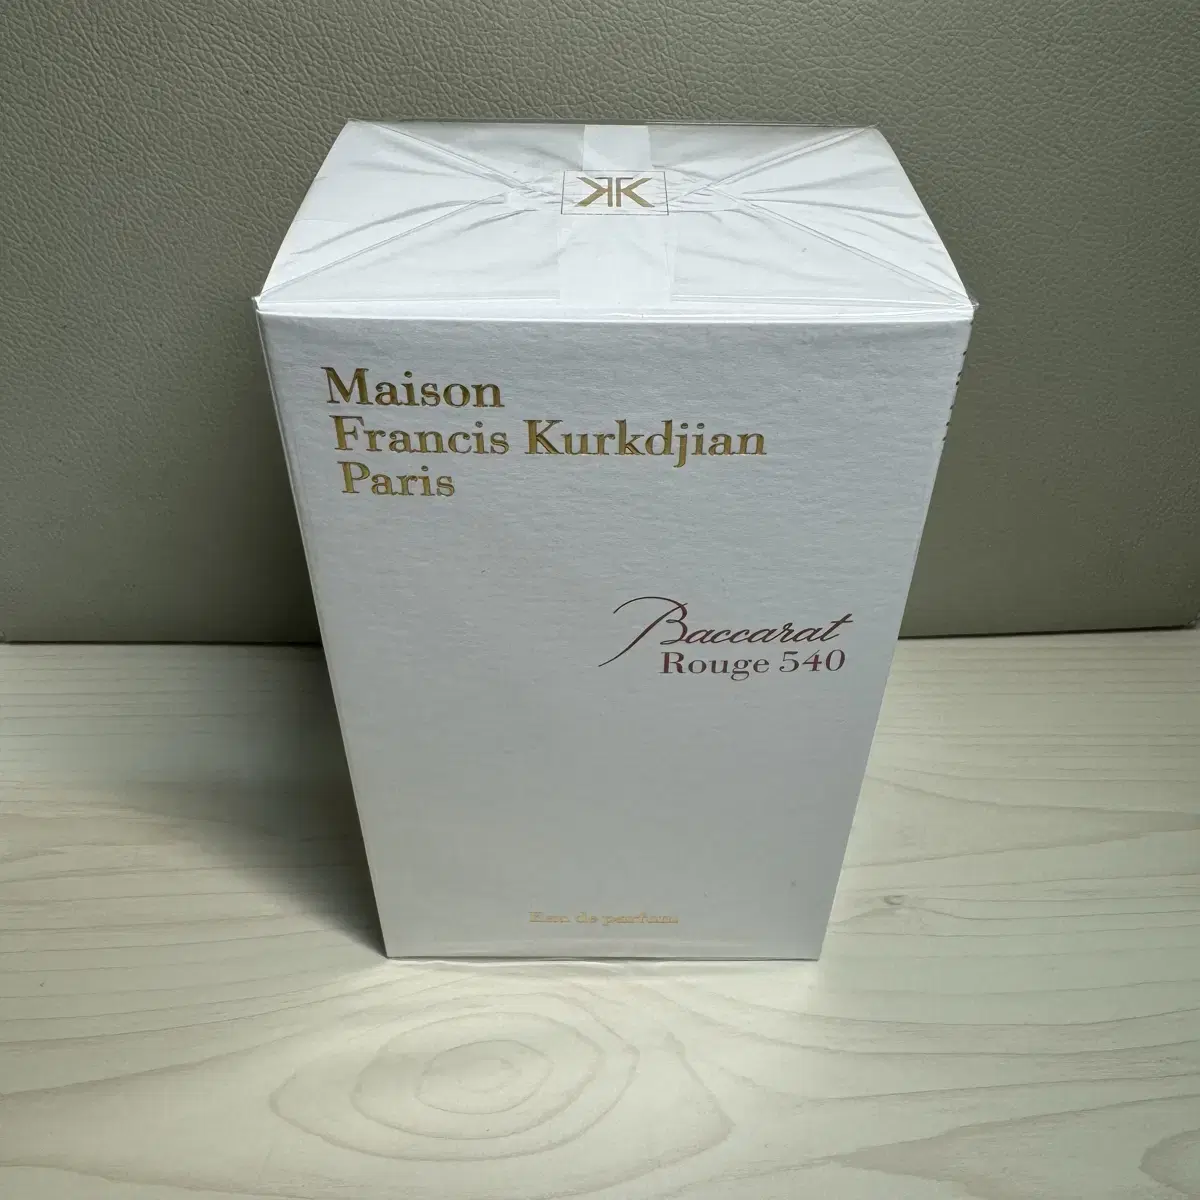 Maison
Francis Kurkdjian
Paris
Baccarat
Rouge 540
Eau de parfum